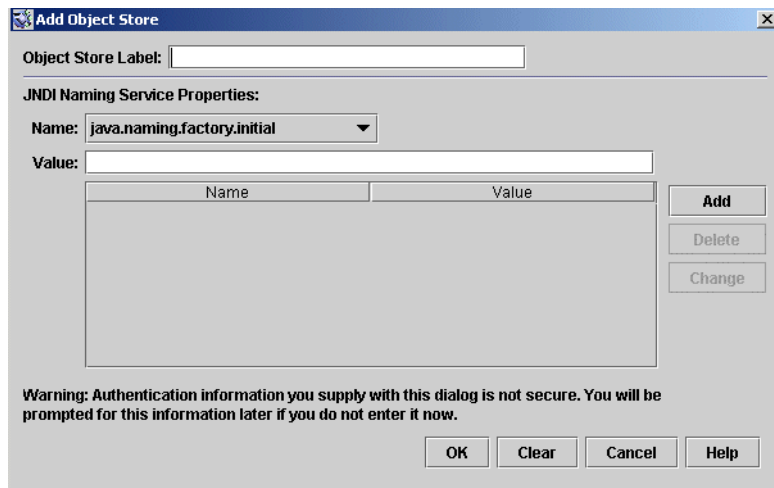 Add Object Store
Object Store Label:
JNDI Naming Service Properties:
Name: java.naming.factory.initial
Value:
Name Value
Add
Delete
Change
Warning: Authentication information you supply with this dialog is not secure. You will be
prompted for this information later if you do not enter it now.
OK Clear Cancel Help